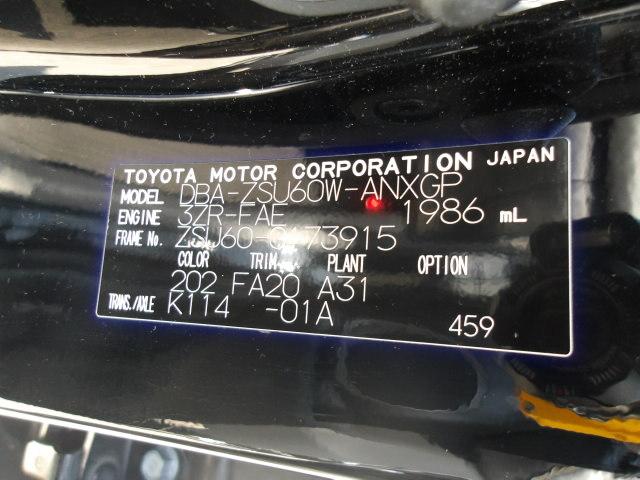 TOYOTA MOTOR CORPORATION JAPAN
MODEL DBA-ZSU60W-ANXGP
ENGINE 3ZR-FAE 1986 mL
FRAME No. ZSU60-0173915
COLOR TRIM PLANT OPTION
202 FA20 A31
TRANS./AXLE K114 -01A
459